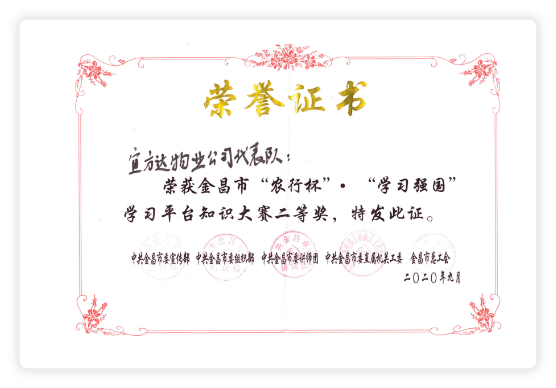 荣誉证书
宜方达物业公司代表队：
荣获金昌市“农行杯”·“学习强国”
学习平台知识大赛二等奖，特发此证。
中共金昌市委宣传部 中共金昌市委组织部 中共金昌市委讲师团 中共金昌市委直属机关工委 金昌市总工会
二〇二〇年九月